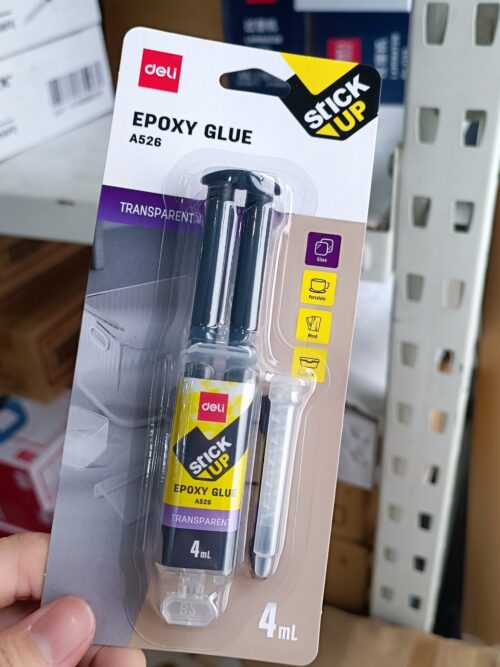 deli
STICK
UP
EPOXY GLUE
A526
TRANSPARENT
Glass
Porcelain
Wood
deli
STICK
UP
EPOXY GLUE
A526
TRANSPARENT
4mL
4mL